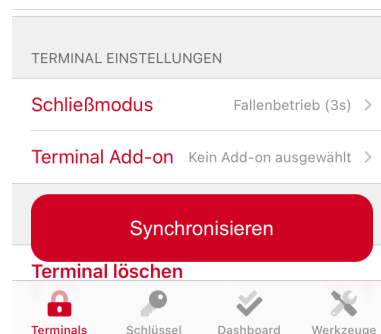 TERMINAL EINSTELLUNGEN
Schließmodus Fallenbetrieb (3s)
Terminal Add-on Kein Add-on ausgewählt
Synchronisieren
Terminal löschen
Terminals Schlüssel Dashboard Werkzeuge